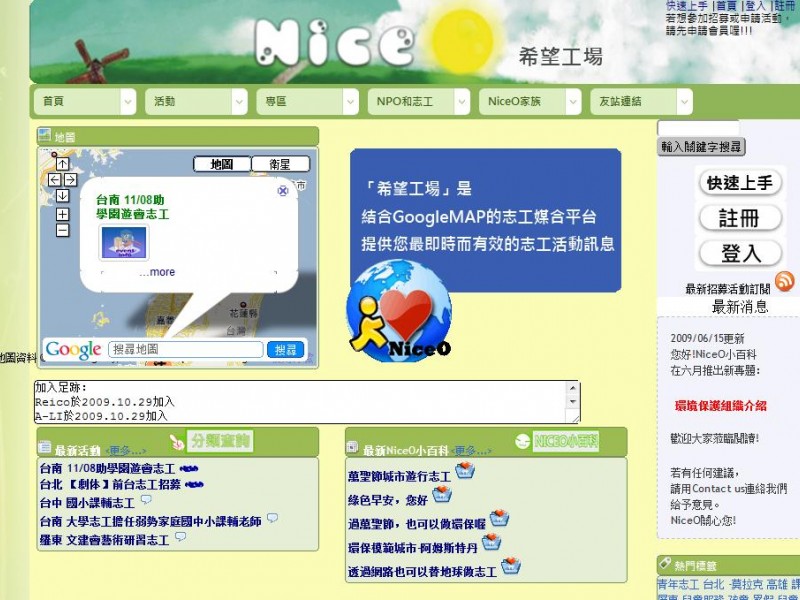 快速上手 |首頁 |登入 |註冊
若想參加招募或申請活動，
請先申請會員喔!!!
Nice
希望工場
首頁
活動
專區
NPO和志工
NiceO家族
友站連結
地圖
地圖
衛星
台南 11/08助
學園遊會志工
...more
花蓮縣
台灣
嘉義
Google
搜尋地圖
搜尋
地圖資料
「希望工場」是
結合GoogleMAP的志工媒合平台
提供您最即時而有效的志工活動訊息
NiceO
輸入關鍵字搜尋
快速上手
註冊
登入
最新招募活動訂閱
最新消息
2009/06/15更新
您好!NiceO小百科
在六月推出新專題:
環境保護組織介紹
歡迎大家蒞臨閱讀!
若有任何建議，
請用Contact us連絡我們
給予意見。
NiceO關心您!
加入足跡:
Reico於2009.10.29加入
A-LI於2009.10.29加入
最新活動 <更多...>
分類查詢
台南 11/08助學園遊會志工
台北 【劇休】前台志工招募
台中 國小課輔志工
台南 大學志工擔任弱勢家庭國中小課輔老師
羅東 文建會藝術研習志工
最新NiceO小百科<更多...>
NICEO小百科
萬聖節城市遊行志工
綠色早安，您好
過萬聖節，也可以做環保喔
環保模範城市-阿姆斯特丹
透過網路也可以替地球做志工
熱門標籤
青年志工 台北 -莫拉克 高雄 課